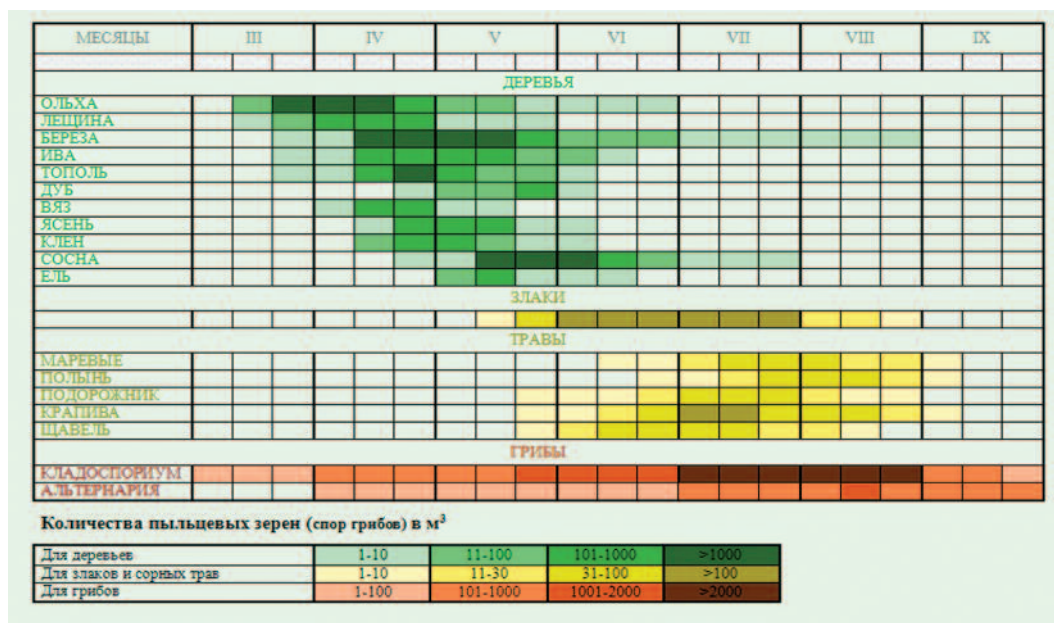 МЕСЯЦЫ III IV V VI VII VIII IX
ДЕРЕВЬЯ
ОЛЬХА
ЛЕЩИНА
БЕРЕЗА
ИВА
ТОПОЛЬ
ДУБ
ВЯЗ
ЯСЕНЬ
КЛЕН
СОСНА
ЕЛЬ
ЗЛАКИ
ТРАВЫ
МАРЕВЫЕ
ПОЛЫНЬ
ПОДОРОЖНИК
КРАПИВА
ЩАВЕЛЬ
ГРИБЫ
КЛАДОСПОРИУМ
АЛЬТЕРНАРИЯ
Количества пыльцевых зерен (спор грибов) в м³
Для деревьев 1-10 11-100 101-1000 >1000
Для злаков и сорных трав 1-10 11-30 31-100 >100
Для грибов 1-100 101-1000 1001-2000 >2000